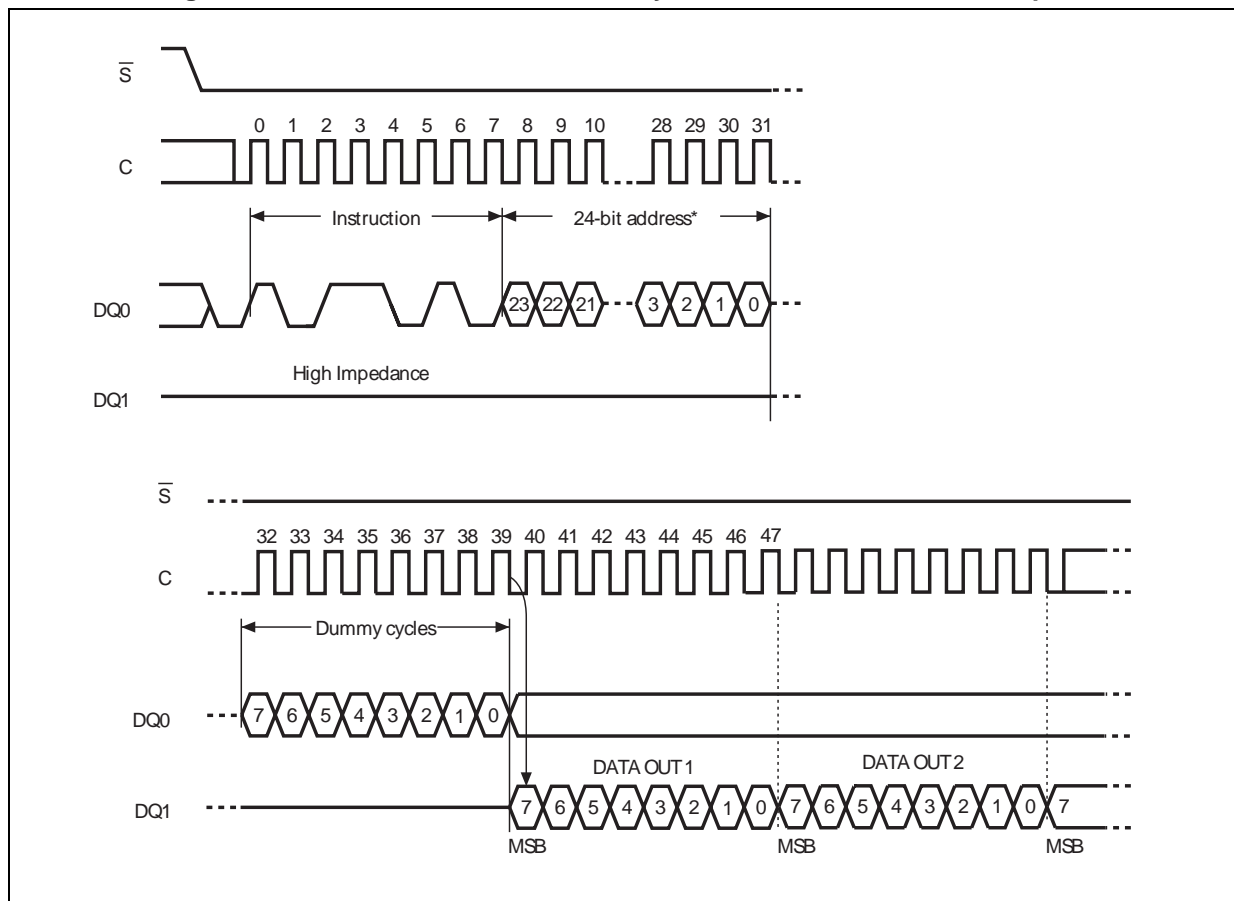 S
0 1 2 3 4 5 6 7 8 9 10 28 29 30 31
C
Instruction 24-bit address*
DQ0 23 22 21 3 2 1 0
High Impedance
DQ1
S
32 33 34 35 36 37 38 39 40 41 42 43 44 45 46 47
C
Dummy cycles
DQ0 7 6 5 4 3 2 1 0
DATA OUT 1 DATA OUT 2
DQ1 7 6 5 4 3 2 1 0 7 6 5 4 3 2 1 0 7
MSB MSB MSB